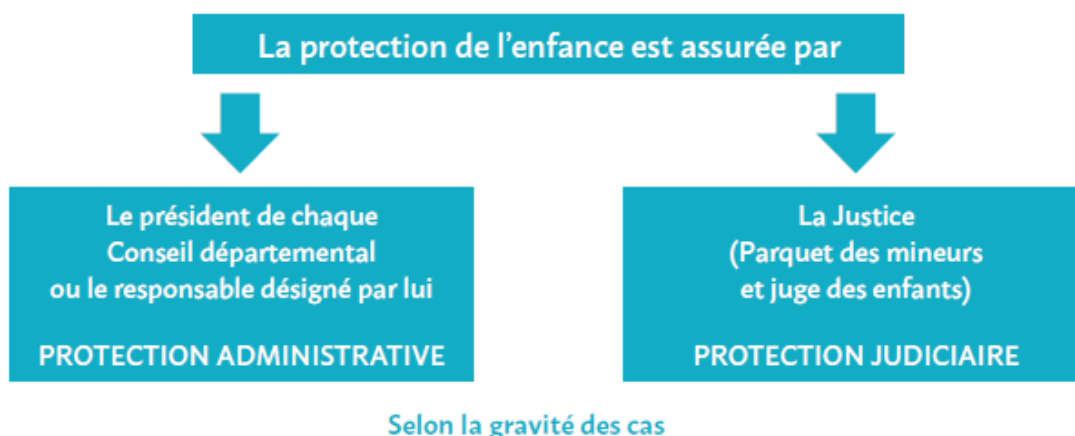 La protection de l’enfance est assurée par
Le président de chaque
Conseil départemental
ou le responsable désigné par lui
PROTECTION ADMINISTRATIVE
La Justice
(Parquet des mineurs
et juge des enfants)
PROTECTION JUDICIAIRE
Selon la gravité des cas